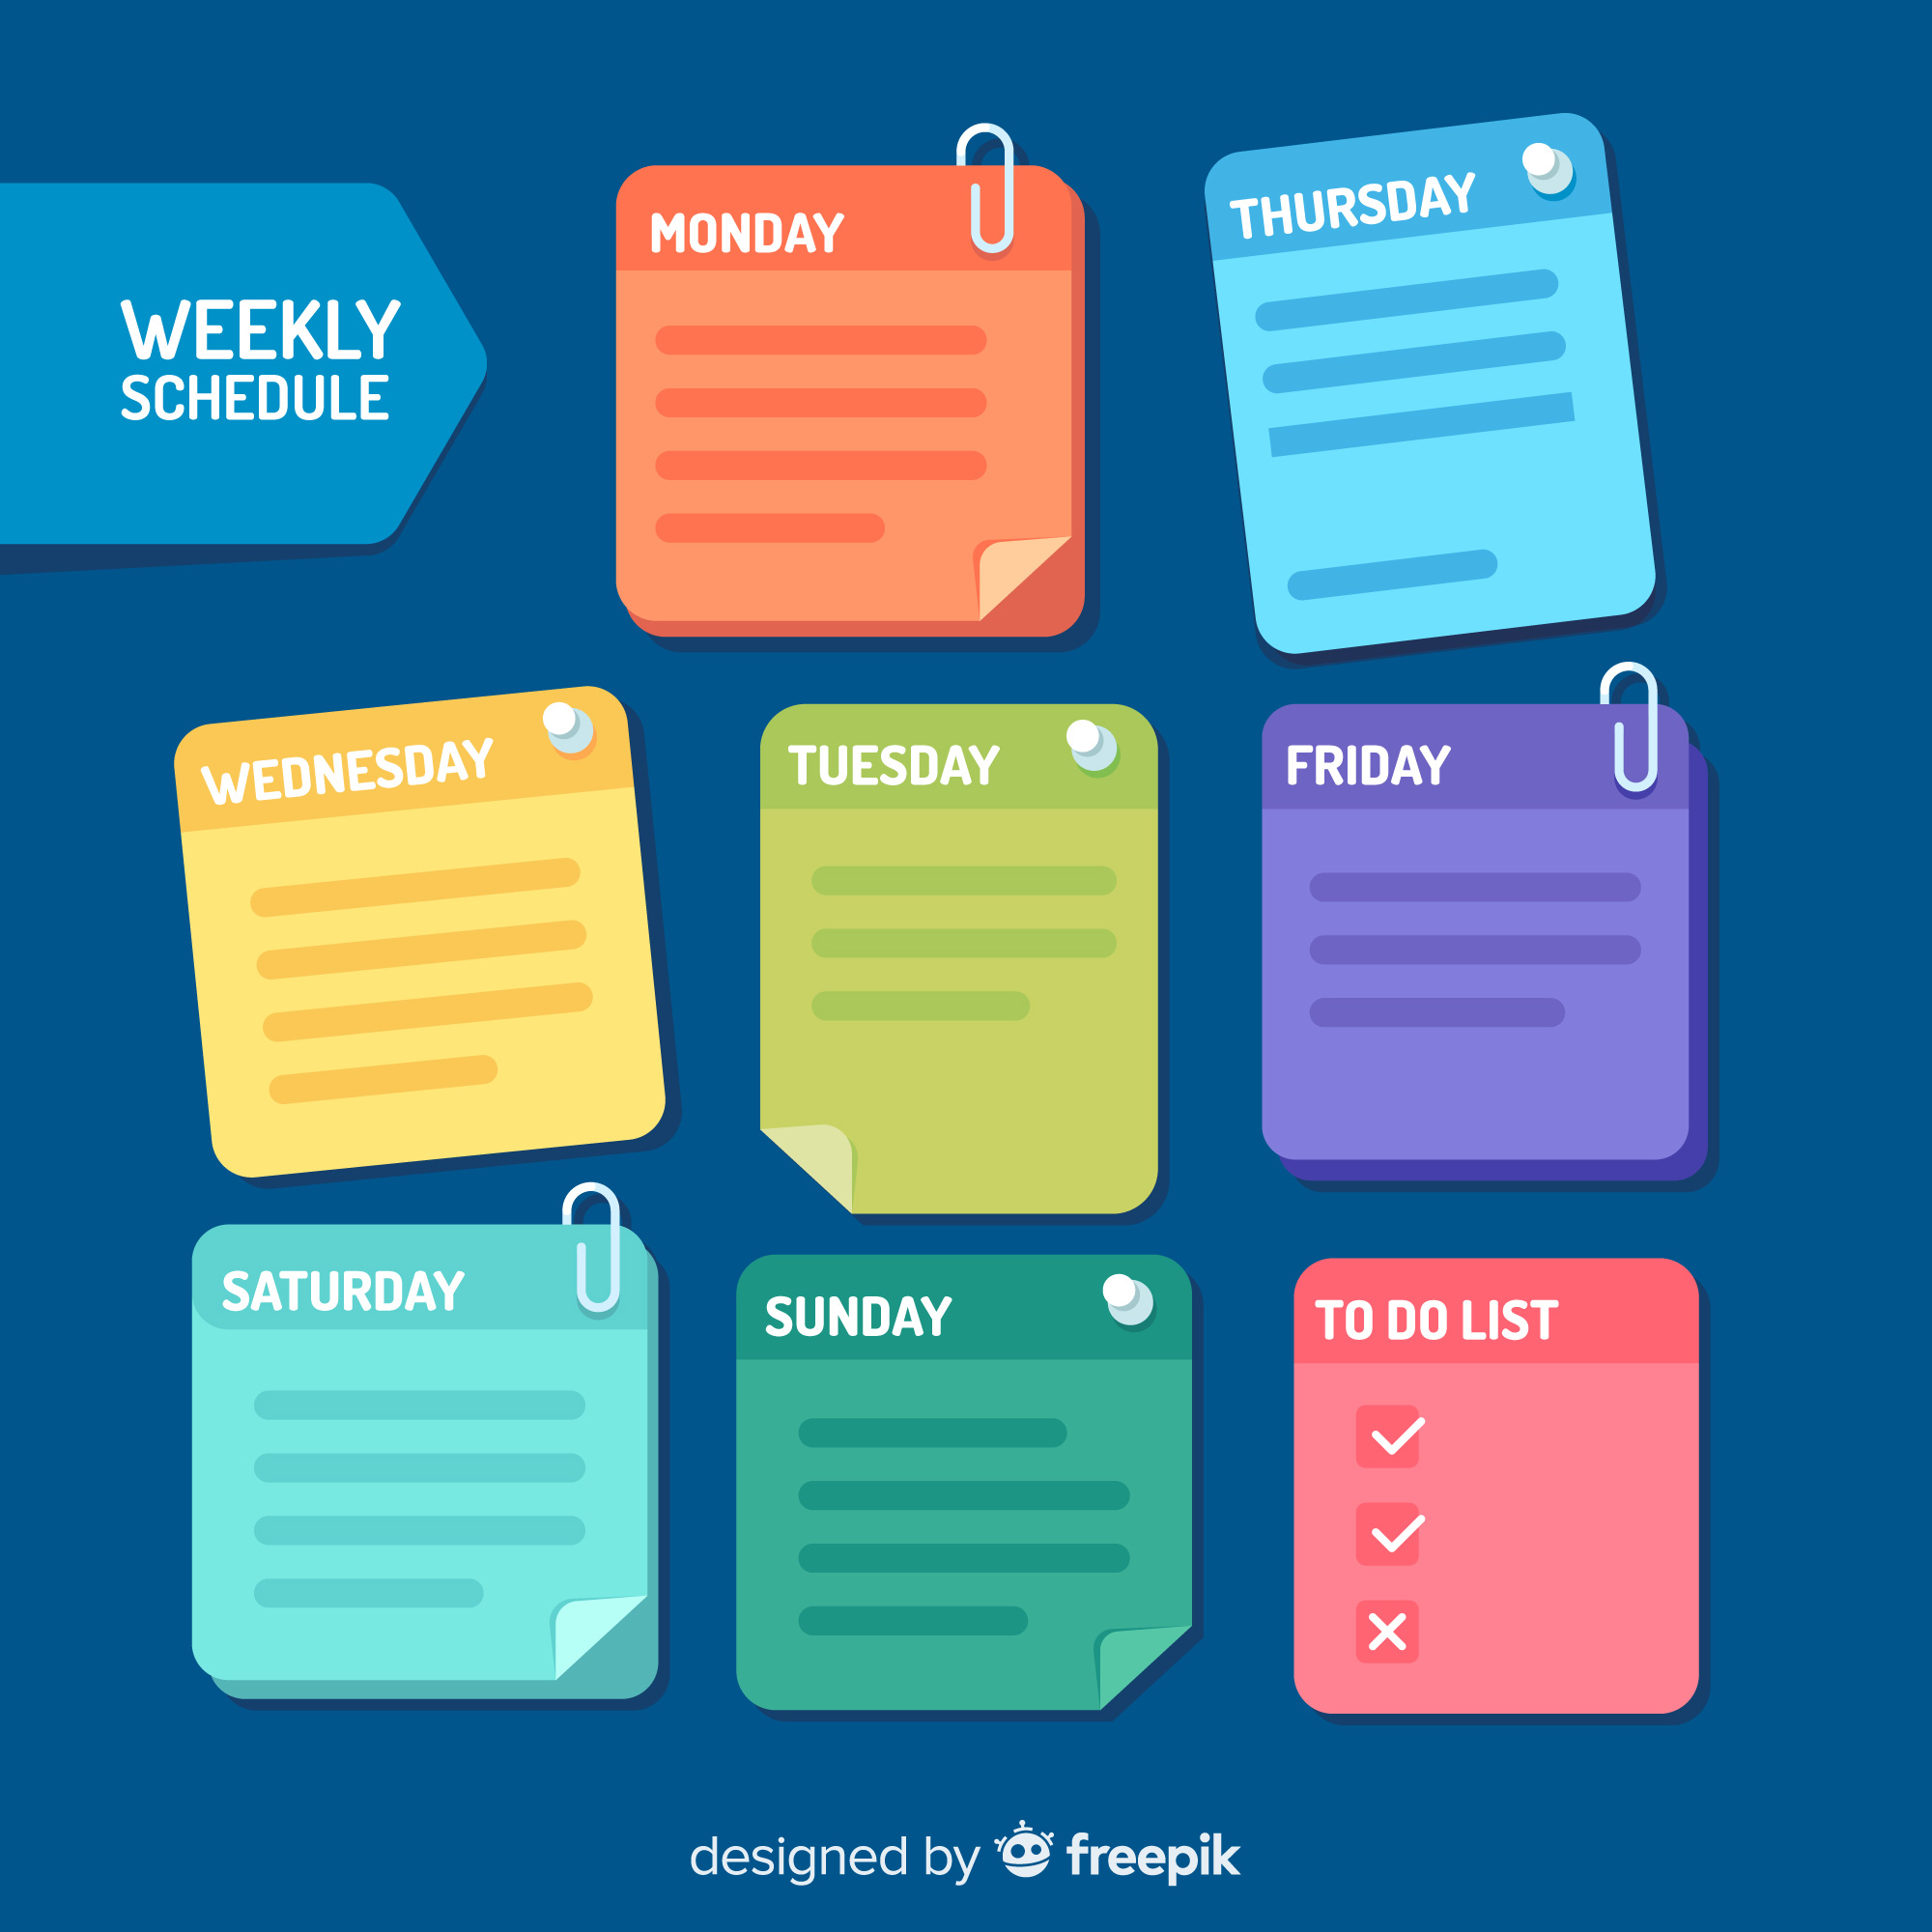 WEEKLY
SCHEDULE
MONDAY
THURSDAY
WEDNESDAY
TUESDAY
FRIDAY
SATURDAY
SUNDAY
TO DO LIST
designed by freepik